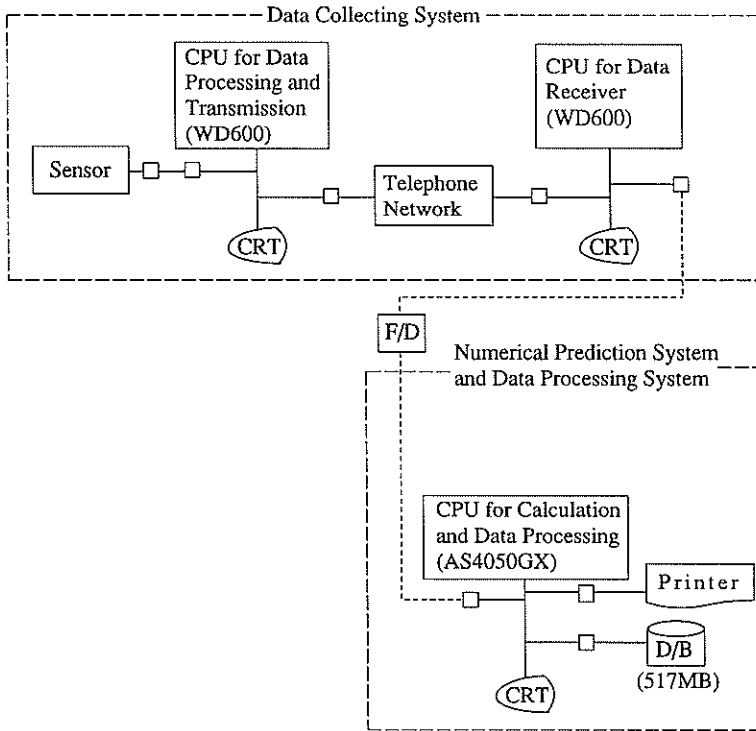 Data Collecting System
CPU for Data
Processing and
Transmission
(WD600)
CPU for Data
Receiver
(WD600)
Sensor
Telephone
Network
CRT
CRT
F/D
Numerical Prediction System
and Data Processing System
CPU for Calculation
and Data Processing
(AS4050GX)
Printer
D/B
(517MB)
CRT